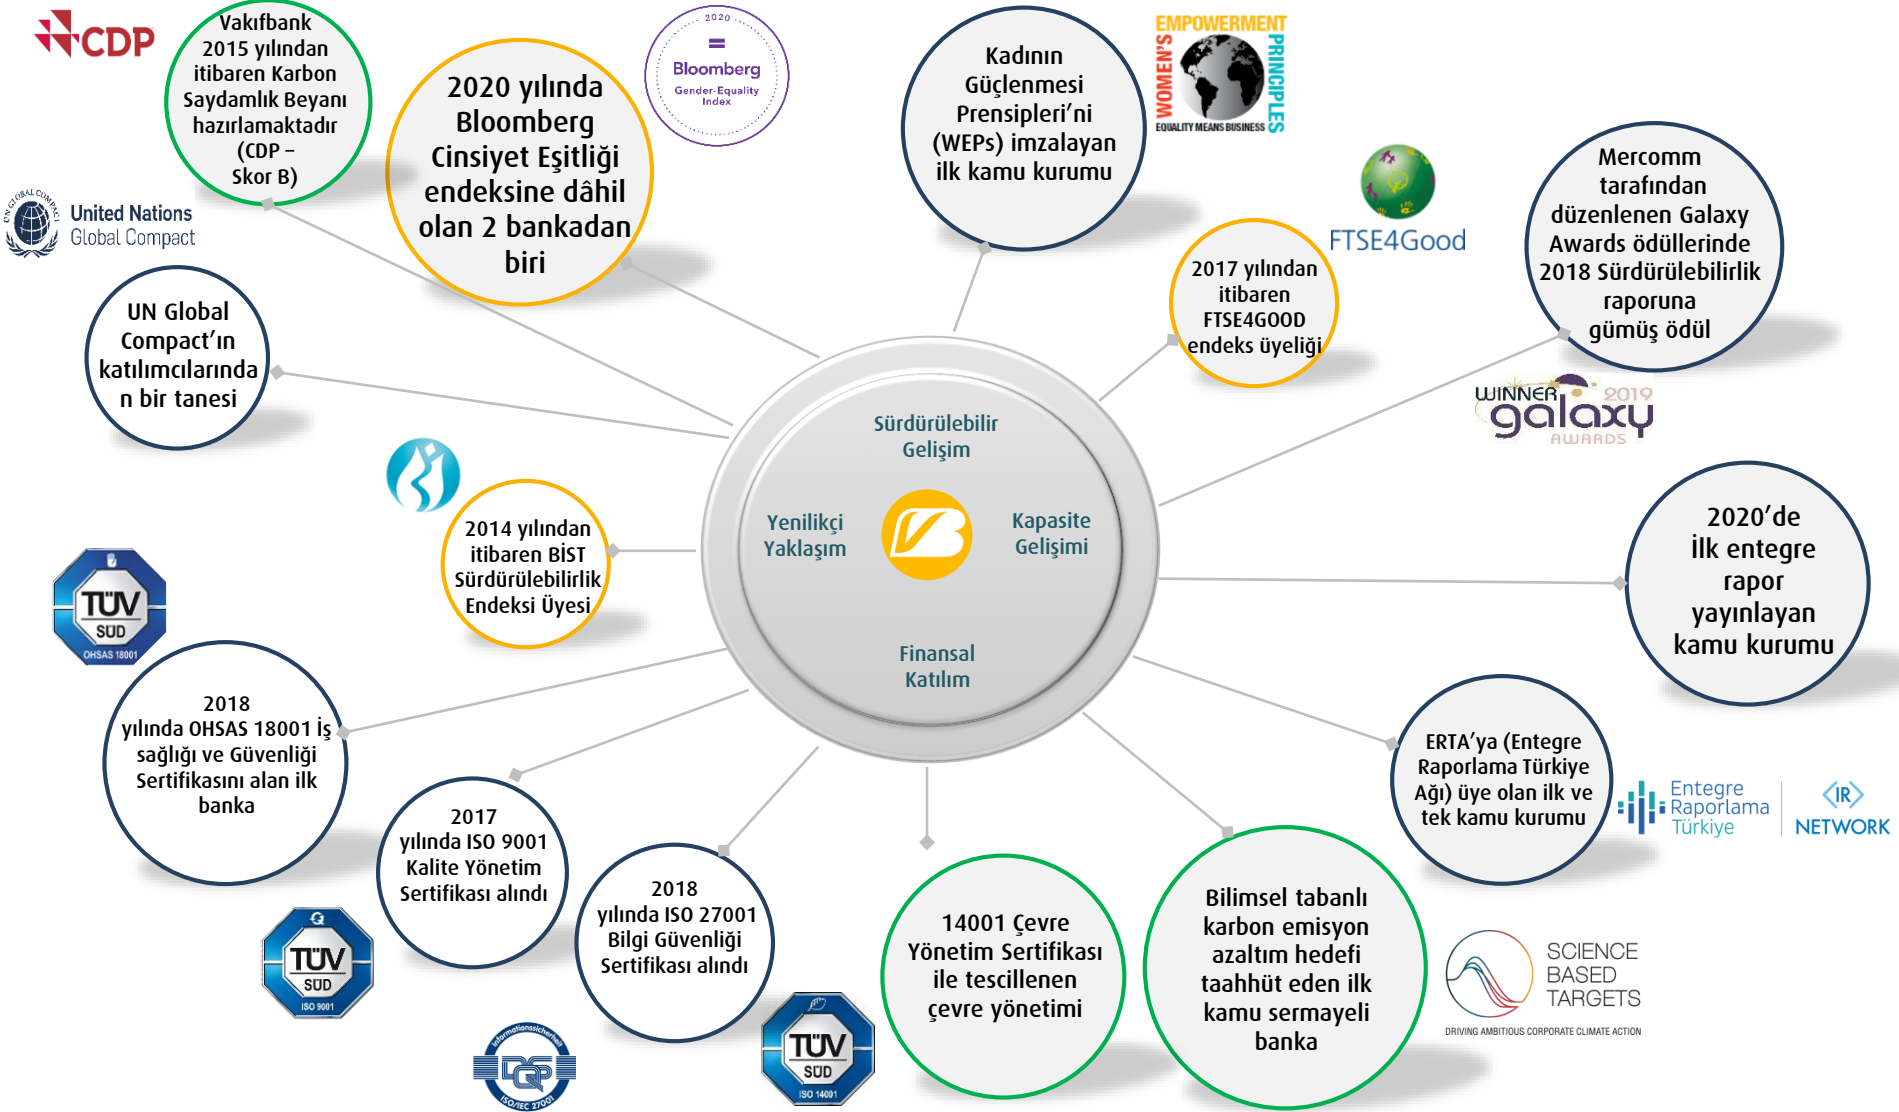 CDP
Vakıfbank
2015 yılından
itibaren Karbon
Saydamlık Beyanı
hazırlamaktadır
(CDP –
Skor B)
2020 yılında
Bloomberg
Cinsiyet Eşitliği
endeksine dâhil
olan 2 bankadan
biri
2020
Bloomberg
Gender-Equality
Index
Kadının
Güçlenmesi
Prensipleri’ni
(WEPs) imzalayan
ilk kamu kurumu
WOMEN'S
EMPOWERMENT
PRINCIPLES
EQUALITY MEANS BUSINESS
FTSE4Good
2017 yılından
itibaren
FTSE4GOOD
endeks üyeliği
Mercomm
tarafından
düzenlenen Galaxy
Awards ödüllerinde
2018 Sürdürülebilirlik
raporuna
gümüş ödül
WINNER 2019
galaxy
AWARDS
UN GLOBAL COMPACT
United Nations
Global Compact
UN Global
Compact’ın
katılımcılarında
n bir tanesi
2014 yılından
itibaren BİST
Sürdürülebilirlik
Endeksi Üyesi
Sürdürülebilir
Gelişim
Yenilikçi
Yaklaşım
VB
Kapasite
Gelişimi
Finansal
Katılım
2020’de
İlk entegre
rapor
yayınlayan
kamu kurumu
TÜV
SÜD
OHSAS 18001
2018
yılında OHSAS 18001 İş
sağlığı ve Güvenliği
Sertifikasını alan ilk
banka
2017
yılında ISO 9001
Kalite Yönetim
Sertifikası alındı
TÜV
SÜD
ISO 9001
2018
yılında ISO 27001
Bilgi Güvenliği
Sertifikası alındı
Informationssicherheit
DQS
ISO/IEC 27001
TÜV
SÜD
ISO 14001
14001 Çevre
Yönetim Sertifikası
ile tescillenen
çevre yönetimi
Bilimsel tabanlı
karbon emisyon
azaltım hedefi
taahhüt eden ilk
kamu sermayeli
banka
ERTA’ya (Entegre
Raporlama Türkiye
Ağı) üye olan ilk ve
tek kamu kurumu
Entegre
Raporlama
Türkiye
<IR>
NETWORK
SCIENCE
BASED
TARGETS
DRIVING AMBITIOUS CORPORATE CLIMATE ACTION